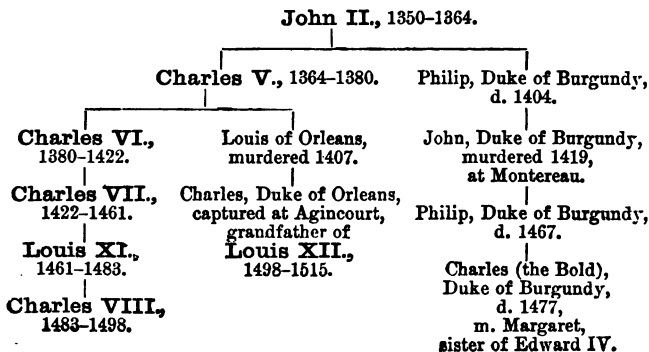 John II., 1350–1364.
Charles V., 1364–1380.
Philip, Duke of Burgundy,
d. 1404.
Charles VI.,
1380–1422.
Louis of Orleans,
murdered 1407.
John, Duke of Burgundy,
murdered 1419,
at Montereau.
Charles VII.,
1422–1461.
Charles, Duke of Orleans,
captured at Agincourt,
grandfather of
Louis XII.,
1498–1515.
Philip, Duke of Burgundy,
d. 1467.
Louis XI.,
1461–1483.
Charles (the Bold),
Duke of Burgundy,
d. 1477,
m. Margaret,
sister of Edward IV.
Charles VIII.,
1483–1498.